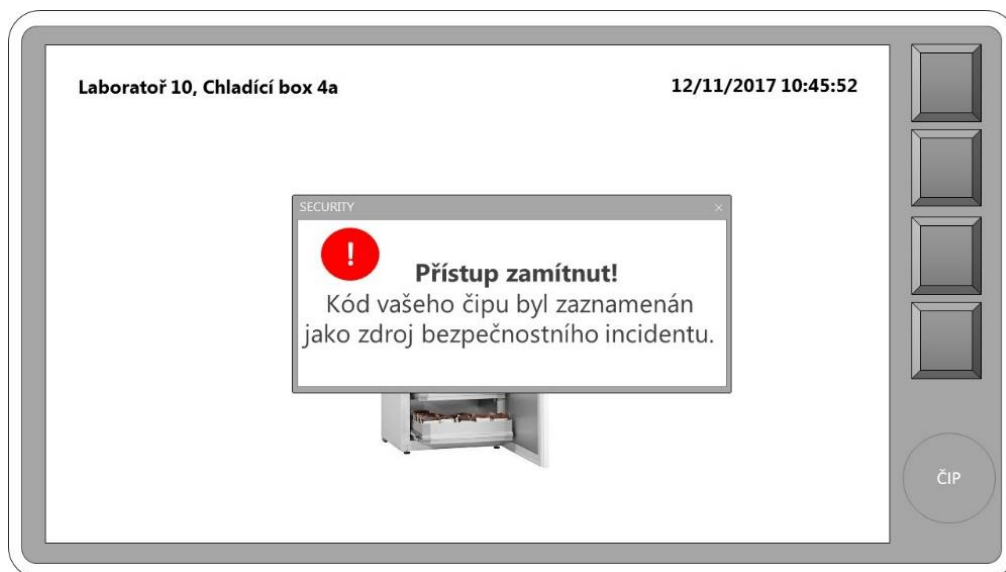 Laboratoř 10, Chladící box 4a
12/11/2017 10:45:52
SECURITY
×
!
Přístup zamítnut!
Kód vašeho čipu byl zaznamenán
jako zdroj bezpečnostního incidentu.
ČIP